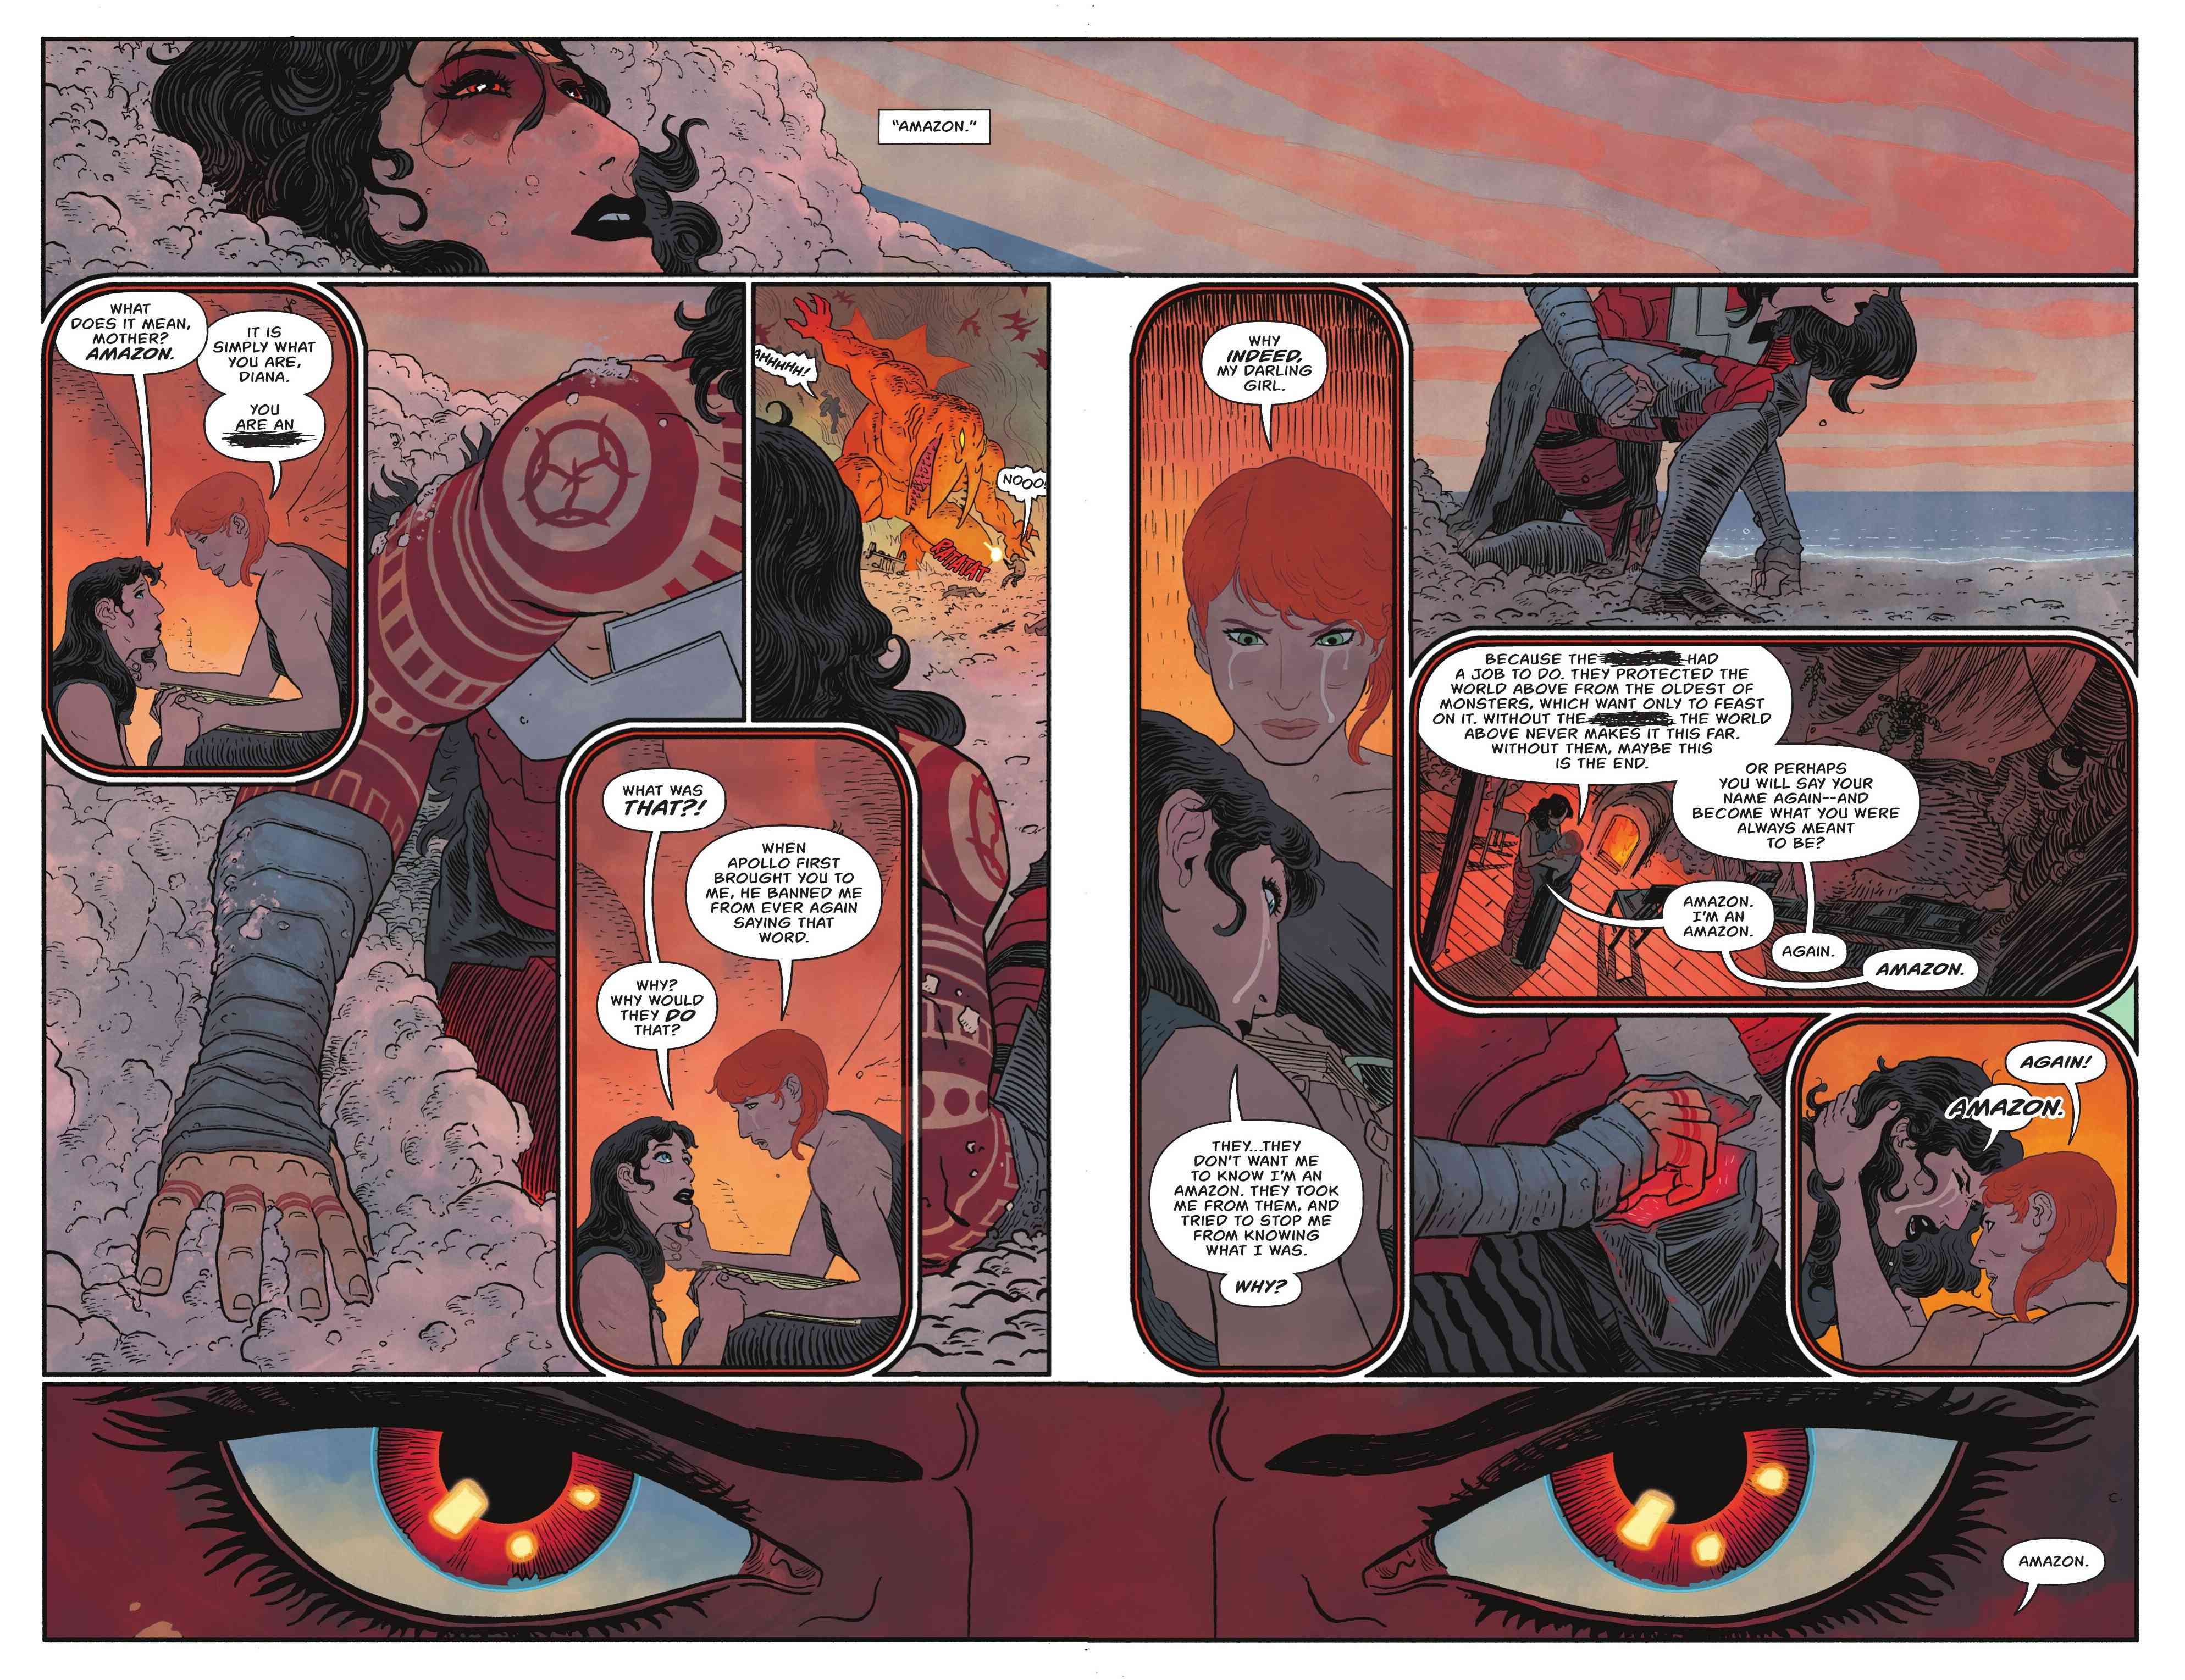 "AMAZON."
WHAT
DOES IT MEAN,
MOTHER?
AMAZON.
IT IS
SIMPLY WHAT
YOU ARE,
DIANA.
YOU
ARE AN
AHHHHH!
NOOO!
RATATAT
WHAT WAS
THAT?!
WHEN
APOLLO FIRST
BROUGHT YOU TO
ME, HE BANNED ME
FROM EVER AGAIN
SAYING THAT
WORD.
WHY?
WHY WOULD
THEY DO
THAT?
WHY
INDEED,
MY DARLING
GIRL.
THEY...THEY
DON'T WANT ME
TO KNOW I'M AN
AMAZON. THEY TOOK
ME FROM THEM, AND
TRIED TO STOP ME
FROM KNOWING
WHAT I WAS.
WHY?
BECAUSE THE HAD
A JOB TO DO. THEY PROTECTED THE
WORLD ABOVE FROM THE OLDEST OF
MONSTERS, WHICH WANT ONLY TO FEAST
ON IT. WITHOUT THE THE WORLD
ABOVE NEVER MAKES IT THIS FAR.
WITHOUT THEM, MAYBE THIS
IS THE END.
OR PERHAPS
YOU WILL SAY YOUR
NAME AGAIN--AND
BECOME WHAT YOU WERE
ALWAYS MEANT
TO BE?
AMAZON.
I'M AN
AMAZON.
AGAIN.
AMAZON.
AGAIN!
AMAZON.
AMAZON.